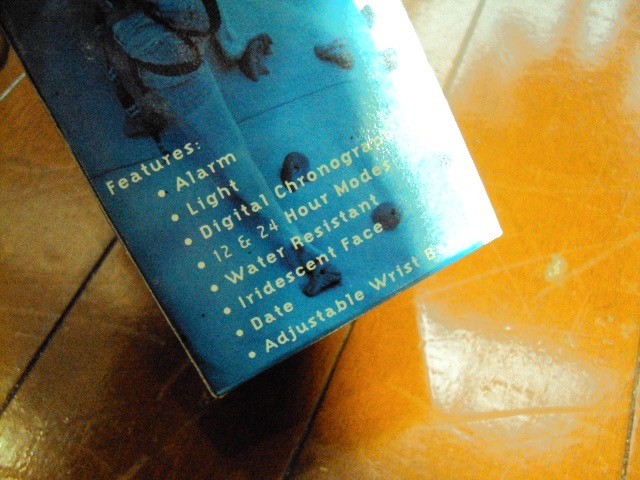 Features:
• Alarm
• Light
• Digital Chronograph
• 12 & 24 Hour Modes
• Water Resistant
• Iridescent Face
• Date
• Adjustable Wrist